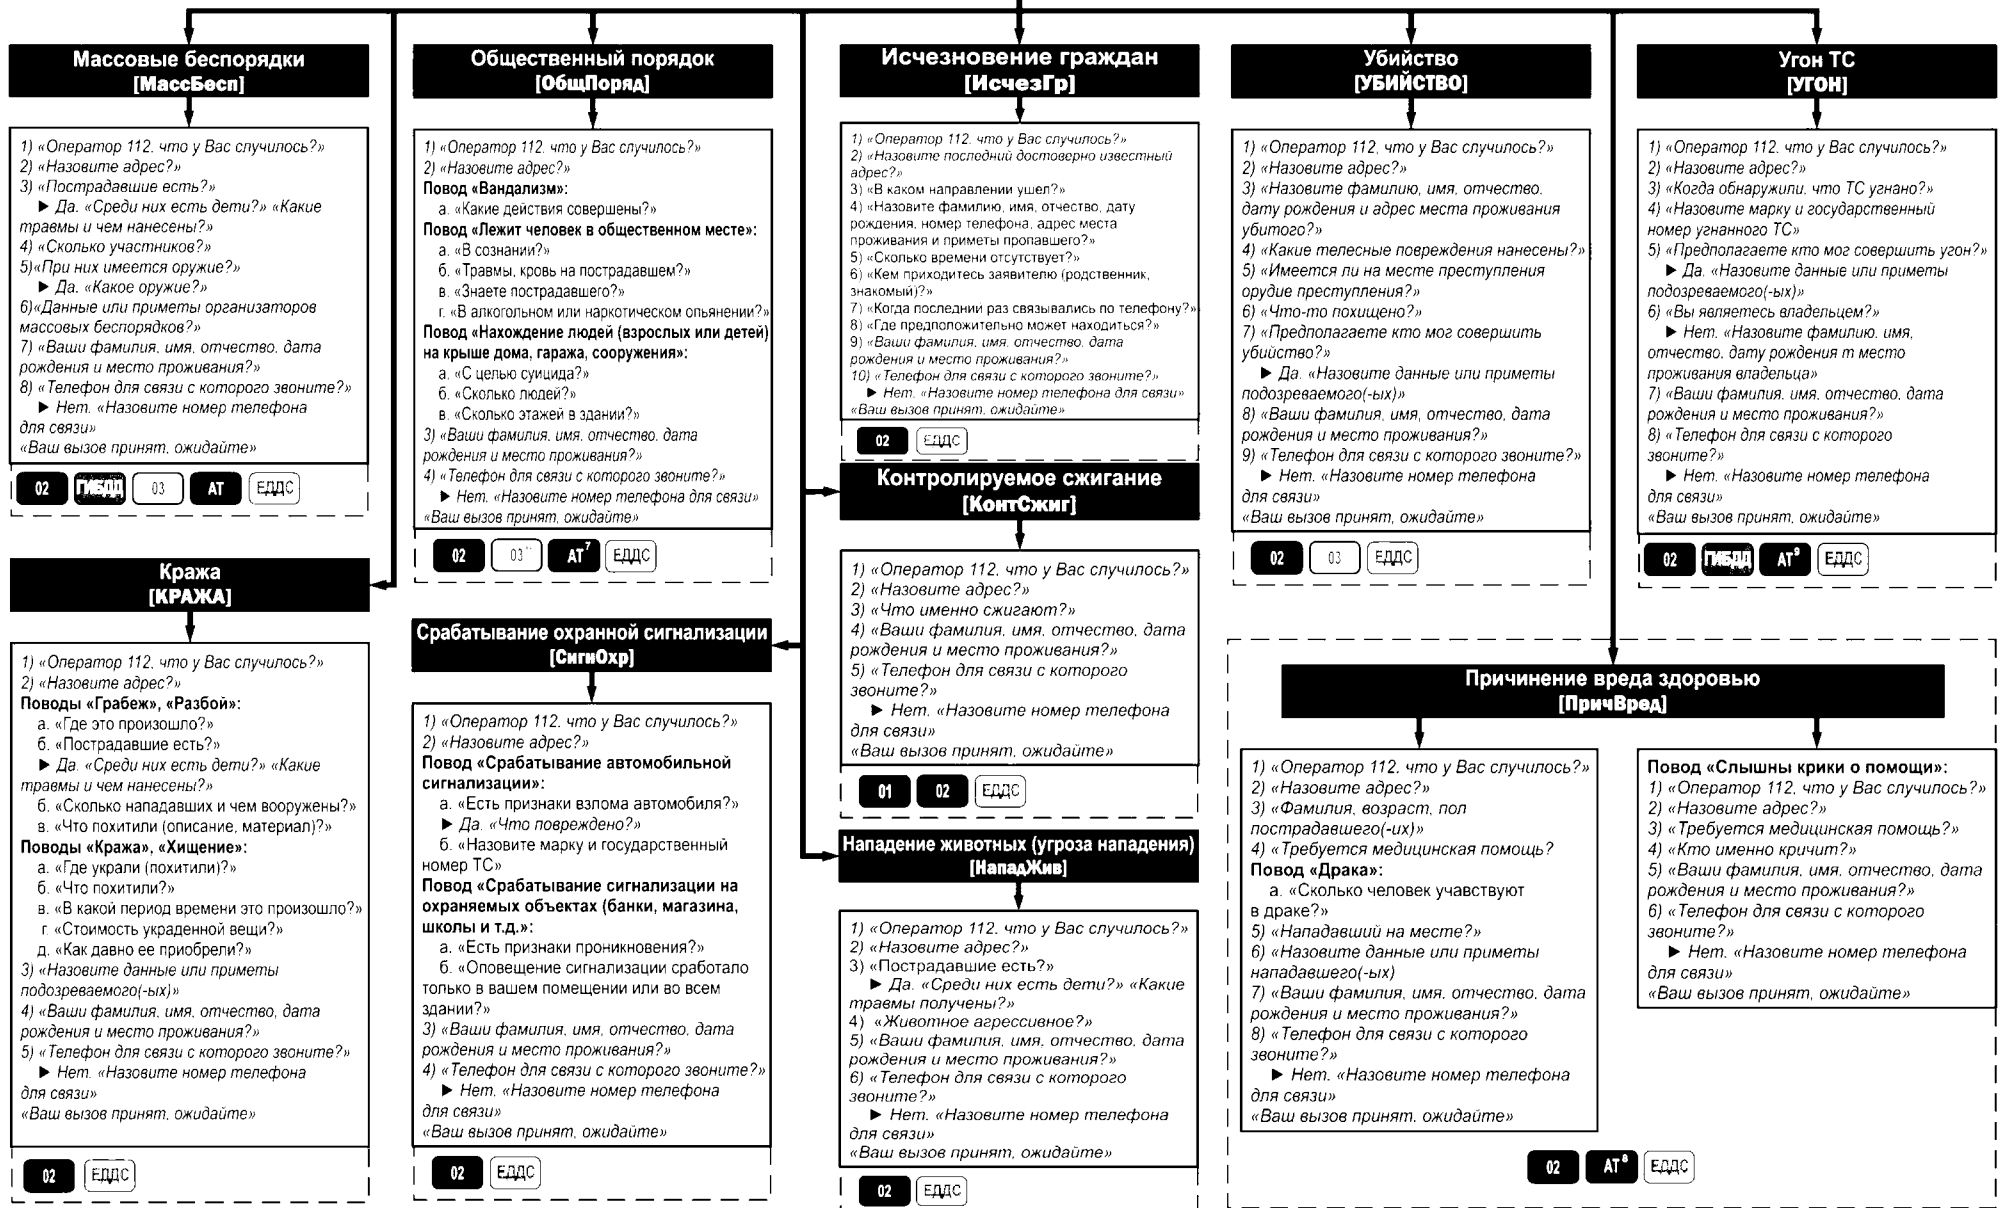 Массовые беспорядки
[МассБесп]
1) «Оператор 112. что у Вас случилось?»
2) «Назовите адрес?»
3) «Пострадавшие есть?»
► Да. «Среди них есть дети?» «Какие
травмы и чем нанесены?»
4) «Сколько участников?»
5)«При них имеется оружие?»
► Да. «Какое оружие?»
6)«Данные или приметы организаторов
массовых беспорядков?»
7) «Ваши фамилия, имя, отчество. дата
рождения и место проживания?»
8) «Телефон для связи с которого звоните?»
► Нет. «Назовите номер телефона
для связи»
«Ваш вызов принят, ожидайте»
02 ГИБДД 03 АТ ЕДДС
Кража
[КРАЖА]
1) «Оператор 112. что у Вас случилось?»
2) «Назовите адрес?»
Поводы «Грабеж», «Разбой»:
а. «Где это произошло?»
б. «Пострадавшие есть?»
► Да. «Среди них есть дети?» «Какие
травмы и чем нанесены?»
б. «Сколько нападавших и чем вооружены?»
в. «Что похитили (описание, материал)?»
Поводы «Кража», «Хищение»:
а. «Где украли (похитили)?»
б. «Что похитили?»
в. «В какой период времени это произошло?»
г. «Стоимость украденной вещи?»
д. «Как давно ее приобрели?»
3) «Назовите данные или приметы
подозреваемого(-ых)»
4) «Ваши фамилия, имя, отчество, дата
рождения и место проживания?»
5) «Телефон для связи с которого звоните?»
► Нет. «Назовите номер телефона
для связи»
«Ваш вызов принят. ожидайте»
02 ЕДДС
Общественный порядок
[ОбщПоряд]
1) «Оператор 112. что у Вас случилось?»
2) «Назовите адрес?»
Повод «Вандализм»:
а. «Какие действия совершены?»
Повод «Лежит человек в общественном месте»:
а. «В сознании?»
б. «Травмы, кровь на пострадавшем?»
в. «Знаете пострадавшего?»
г. «В алкогольном или наркотическом опьянении?»
Повод «Нахождение людей (взрослых или детей)
на крыше дома, гаража, сооружения»:
а. «С целью суицида?»
б. «Сколько людей?»
в. «Сколько этажей в здании?»
3) «Ваши фамилия. имя. отчество. дата
рождения и место проживания?»
4) «Телефон для связи с которого звоните?»
► Нет. «Назовите номер телефона для связи»
«Ваш вызов принят, ожидайте»
02 03 АТ7 ЕДДС
Срабатывание охранной сигнализации
[СигнОхр]
1) «Оператор 112. что у Вас случилось?»
2) «Назовите адрес?»
Повод «Срабатывание автомобильной
сигнализации»:
а. «Есть признаки взлома автомобиля?»
► Да. «Что повреждено?»
б. «Назовите марку и государственный
номер ТС»
Повод «Срабатывание сигнализации на
охраняемых объектах (банки, магазина,
школы и т.д.»:
а. «Есть признаки проникновения?»
б. «Оповещение сигнализации сработало
только в вашем помещении или во всем
здании?»
3) «Ваши фамилия, имя, отчество, дата
рождения и место проживания?»
4) «Телефон для связи с которого звоните?»
► Нет. «Назовите номер телефона
для связи»
«Ваш вызов принят, ожидайте»
02 ЕДДС
Исчезновение граждан
[ИсчезГр]
1) «Оператор 112. что у Вас случилось?»
2) «Назовите последний достоверно известный
адрес?»
3) «В каком направлении ушел?»
4) «Назовите фамилию, имя, отчество, дату
рождения, номер телефона, адрес места
проживания и приметы пропавшего?»
5) «Сколько времени отсутствует?»
6) «Кем приходитесь заявителю (родственник,
знакомый)?»
7) «Когда последний раз связывались по телефону?»
8) «Где предположительно может находиться?»
9) «Ваши фамилия. имя. отчество. дата
рождения и место проживания?»
10) «Телефон для связи с которого звоните?»
► Нет. «Назовите номер телефона для связи»
«Ваш вызов принят, ожидайте»
02 ЕДДС
Контролируемое сжигание
[КонтСжиг]
1) «Оператор 112. что у Вас случилось?»
2) «Назовите адрес?»
3) «Что именно сжигают?»
4) «Ваши фамилия. имя. отчество, дата
рождения и место проживания?»
5) «Телефон для связи с которого
звоните?»
► Нет. «Назовите номер телефона
для связи»
«Ваш вызов принят. ожидайте»
01 02 ЕДДС
Нападение животных (угроза нападения)
[НападЖив]
1) «Оператор 112. что у Вас случилось?»
2) «Назовите адрес?»
3) «Пострадавшие есть?»
► Да. «Среди них есть дети?» «Какие
травмы получены?»
4) «Животное агрессивное?»
5) «Ваши фамилия. имя. отчество, дата
рождения и место проживания?»
6) «Телефон для связи с которого
звоните?»
► Нет. «Назовите номер телефона
для связи»
«Ваш вызов принят, ожидайте»
02 ЕДДС
Убийство
[УБИЙСТВО]
1) «Оператор 112, что у Вас случилось?»
2) «Назовите адрес?»
3) «Назовите фамилию, имя, отчество.
дату рождения и адрес места проживания
убитого?»
4) «Какие телесные повреждения нанесены?»
5) «Имеется ли на месте преступления
орудие преступления?»
6) «Что-то похищено?»
7) «Предполагаете кто мог совершить
убийство?»
► Да. «Назовите данные или приметы
подозреваемого(-ых)»
8) «Ваши фамилия, имя, отчество, дата
рождения и место проживания?»
9) «Телефон для связи с которого звоните?»
► Нет. «Назовите номер телефона
для связи»
«Ваш вызов принят, ожидайте»
02 03 ЕДДС
Угон ТС
[УГОН]
1) «Оператор 112. что у Вас случилось?»
2) «Назовите адрес?»
3) «Когда обнаружили. что ТС угнано?»
4) «Назовите марку и государственный
номер угнанного ТС»
5) «Предполагаете кто мог совершить угон?»
► Да. «Назовите данные или приметы
подозреваемого(-ых)»
6) «Вы являетесь владельцем?»
► Нет. «Назовите фамилию. имя,
отчество, дату рождения т место
проживания владельца»
7) «Ваши фамилия. имя. отчество, дата
рождения и место проживания?»
8) «Телефон для связи с которого
звоните?»
► Нет. «Назовите номер телефона
для связи»
«Ваш вызов принят, ожидайте»
02 ГИБДД АТ9 ЕДДС
Причинение вреда здоровью
[ПричВред]
1) «Оператор 112. что у Вас случилось?»
2) «Назовите адрес?»
3) «Фамилия, возраст, пол
пострадавшего(-их)»
4) «Требуется медицинская помощь?
Повод «Драка»:
а. «Сколько человек учавствуют
в драке?»
5) «Нападавший на месте?»
6) «Назовите данные или приметы
нападавшего(-ых)
7) «Ваши фамилия, имя. отчество. дата
рождения и место проживания?»
8) «Телефон для связи с которого
звоните?»
► Нет. «Назовите номер телефона
для связи»
«Ваш вызов принят. ожидайте»
Повод «Слышны крики о помощи»:
1) «Оператор 112. что у Вас случилось?»
2) «Назовите адрес?»
3) «Требуется медицинская помощь?»
4) «Кто именно кричит?»
5) «Ваши фамилия, имя, отчество, дата
рождения и место проживания?»
6) «Телефон для связи с которого
звоните?»
► Нет. «Назовите номер телефона
для связи»
«Ваш вызов принят, ожидайте»
02 АТ8 ЕДДС